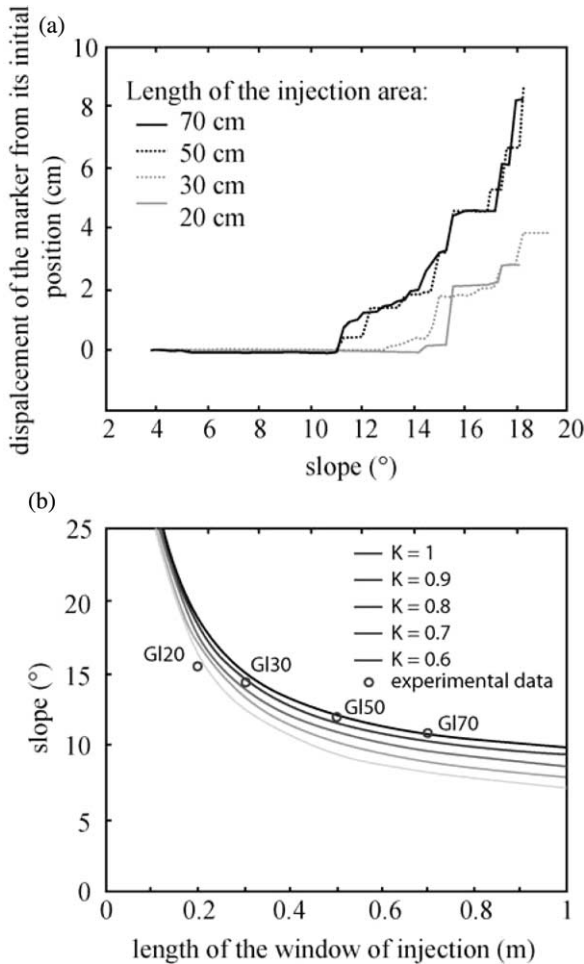 (a)
dispalcement of the marker from its initial
position (cm)
10
8
6
4
2
0
2
Length of the injection area:
70 cm
50 cm
30 cm
20 cm
2 4 6 8 10 12 14 16 18 20
slope (°)
(b)
slope (°)
25
20
15
10
5
0
K = 1
K = 0.9
K = 0.8
K = 0.7
K = 0.6
experimental data
Gl20
Gl30
Gl50
Gl70
0 0.2 0.4 0.6 0.8 1
length of the window of injection (m)